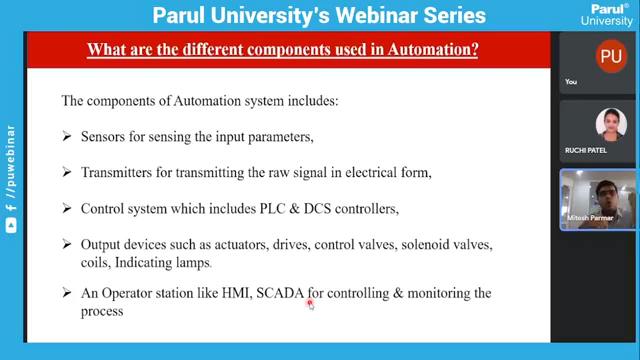 Parul University's Webinar Series
Parul®
University
What are the different components used in Automation?
The components of Automation system includes:
➤ Sensors for sensing the input parameters,
➤ Transmitters for transmitting the raw signal in electrical form,
➤ Control system which includes PLC & DCS controllers,
➤ Output devices such as actuators, drives, control valves, solenoid valves,
coils, Indicating lamps.
➤ An Operator station like HMI, SCADA for controlling & monitoring the
process
/puwebinar
PU
You
RUCHI PATEL
Mitesh Parmar